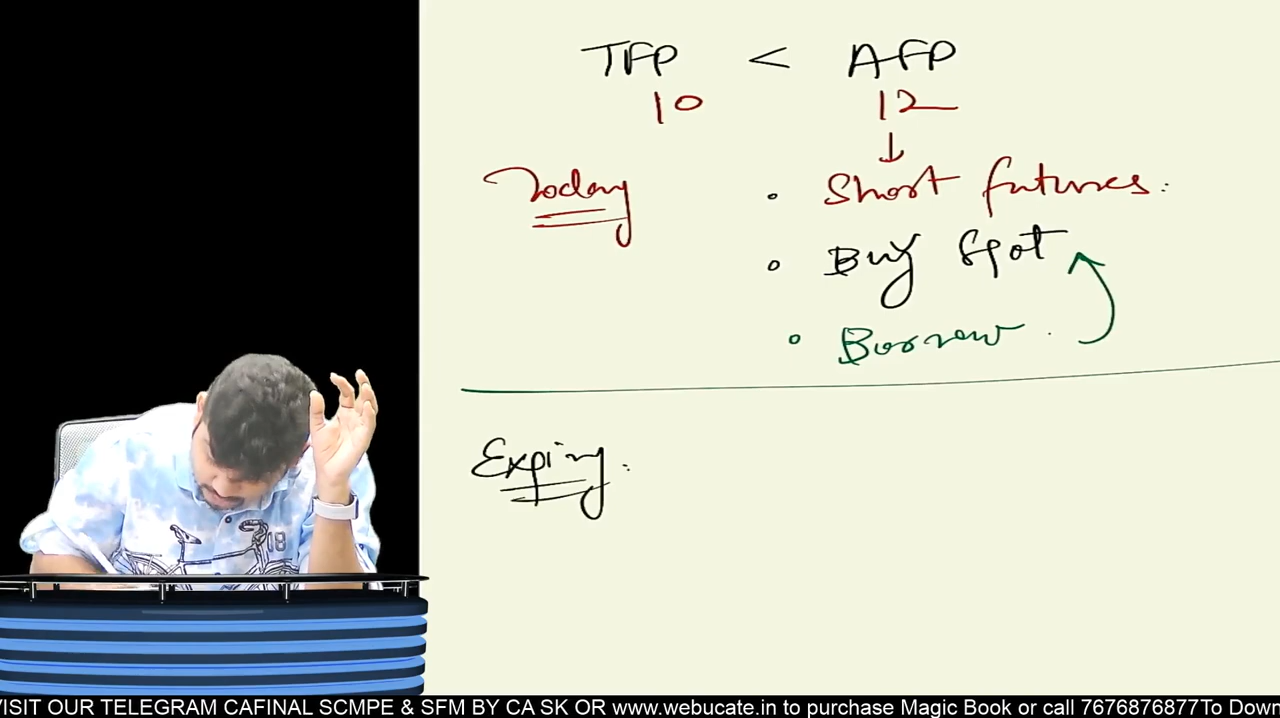 TFP < AFP
10 12
↓
Today • Short futures.
• Buy Spot
• Borrow.
Expiry:
18
VISIT OUR TELEGRAM CAFINAL SCMPE & SFM BY CA SK OR www.webucate.in to purchase Magic Book or call 7676876877To Down